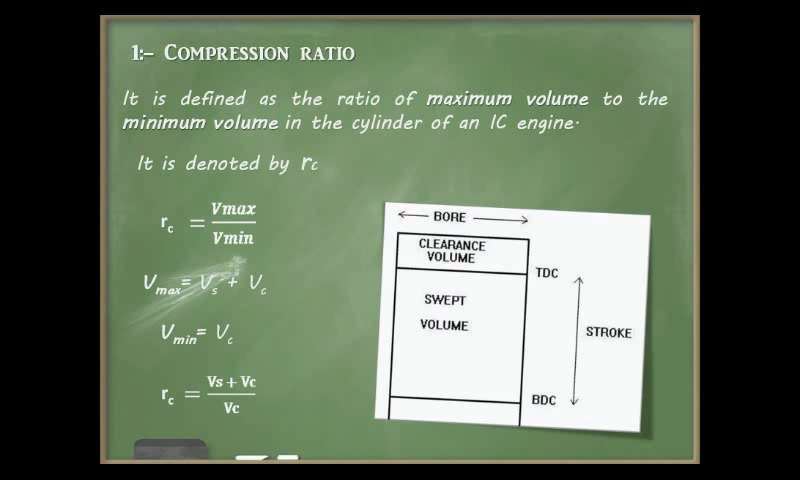 1:- COMPRESSION RATIO
It is defined as the ratio of maximum volume to the
minimum volume in the cylinder of an IC engine.
It is denoted by rc
rc = Vmax/Vmin
Vmax= Vs + Vc
Vmin= Vc
rc = Vs + Vc/Vc
BORE
CLEARANCE
VOLUME
TDC
SWEPT
VOLUME
STROKE
BDC